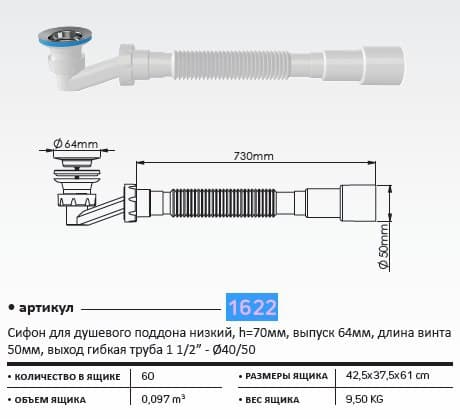 Ø 64mm
730mm
Ø 50mm
• артикул 1622
Сифон для душевого поддона низкий, h=70мм, выпуск 64мм, длина винта
50мм, выход гибкая труба 1 1/2” - Ø40/50
• КОЛИЧЕСТВО В ЯЩИКЕ 60
• РАЗМЕРЫ ЯЩИКА 42,5x37,5x61 cm
• ОБЪЕМ ЯЩИКА 0,097 m³
• ВЕС ЯЩИКА 9,50 KG